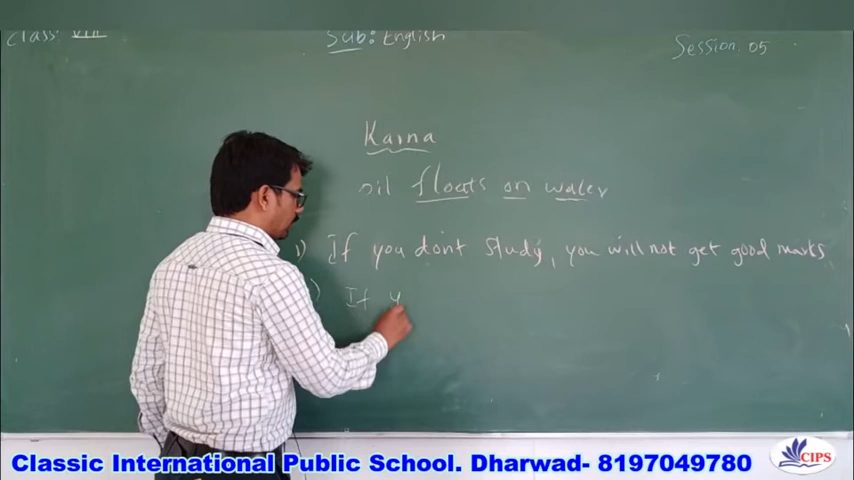 Class: VIII Sub: English Session. 05
Karna
oil floats on water
1) If you dont study, you will not get good marks
) If y
Classic International Public School. Dharwad- 8197049780
CIPS